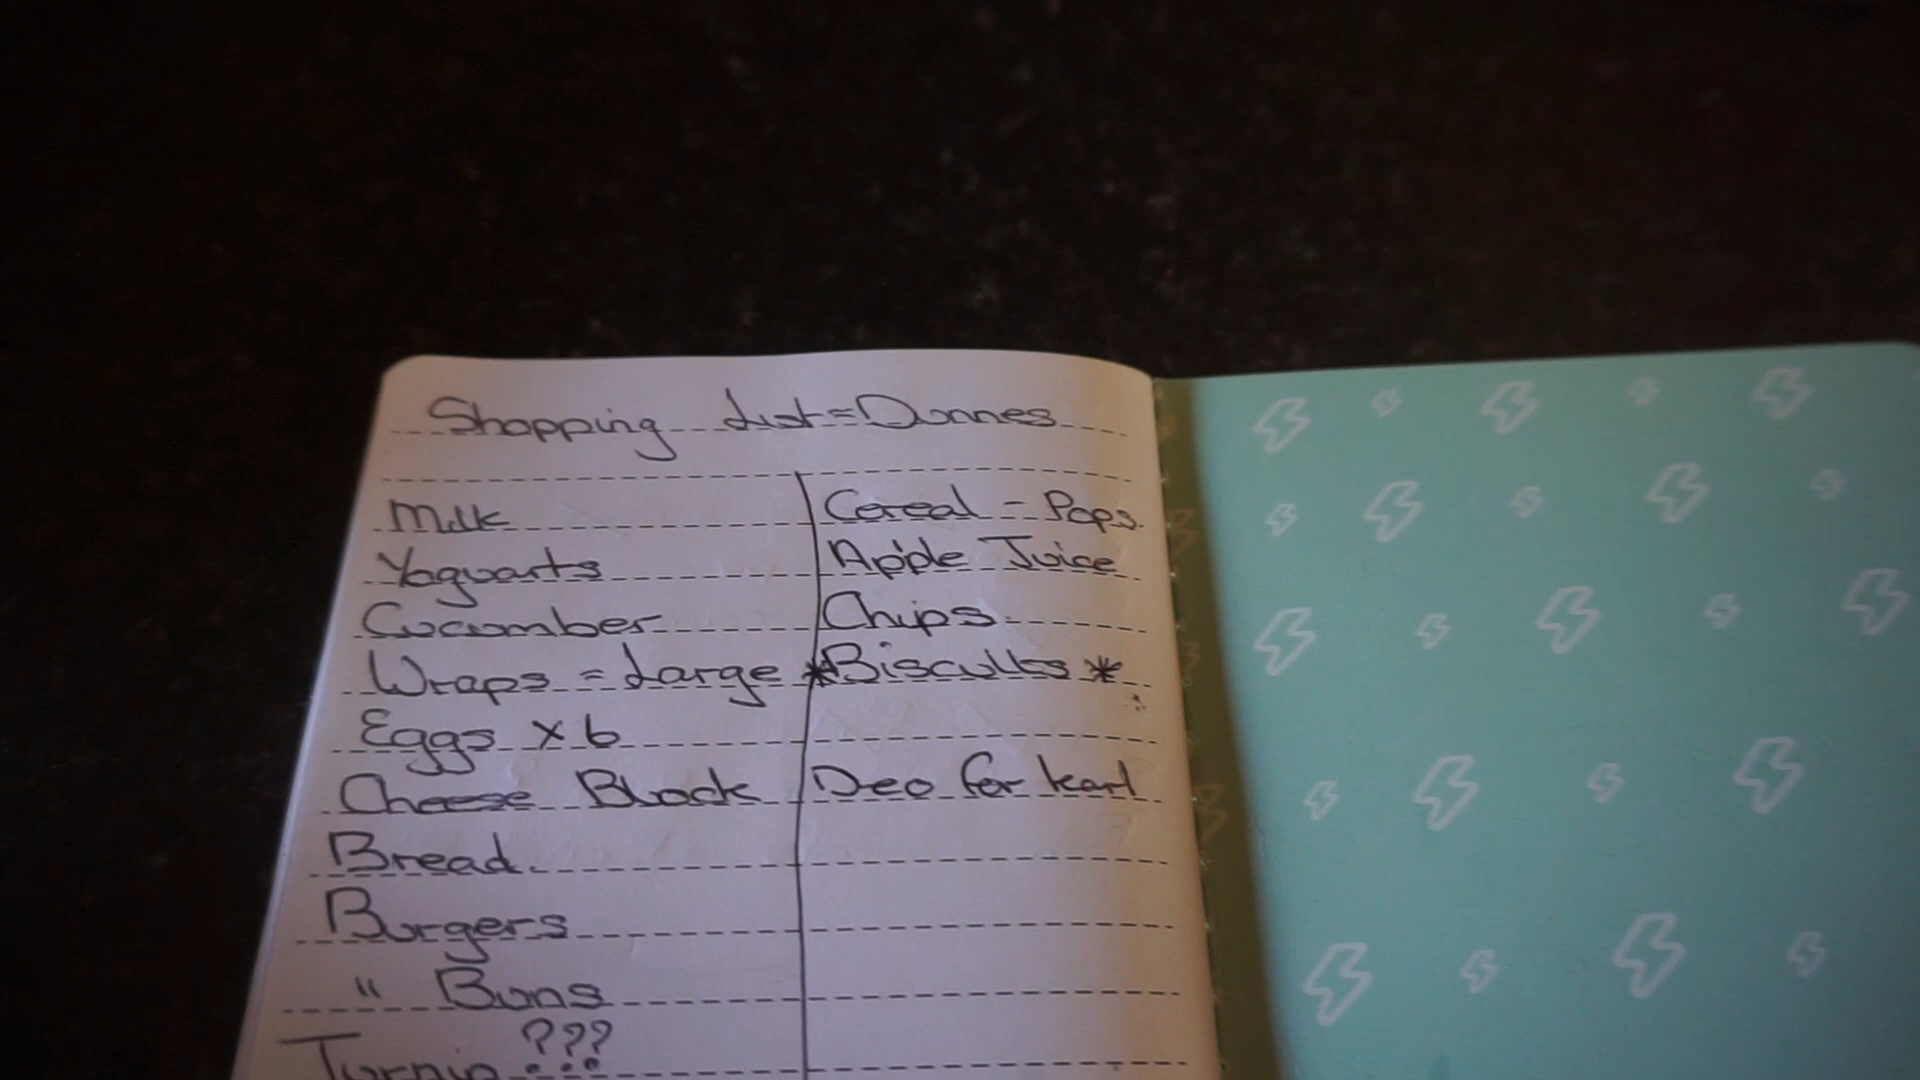 Shopping List = Dunnes
Milk
Yoguarts
Cucumber
Wraps = Large
Eggs x 6
Cheese Block
Bread.
Burgers
" Buns
Turnip ???
Cereal - Pops.
Apple Juice
Chips
*Biscuits*
Deo for karl